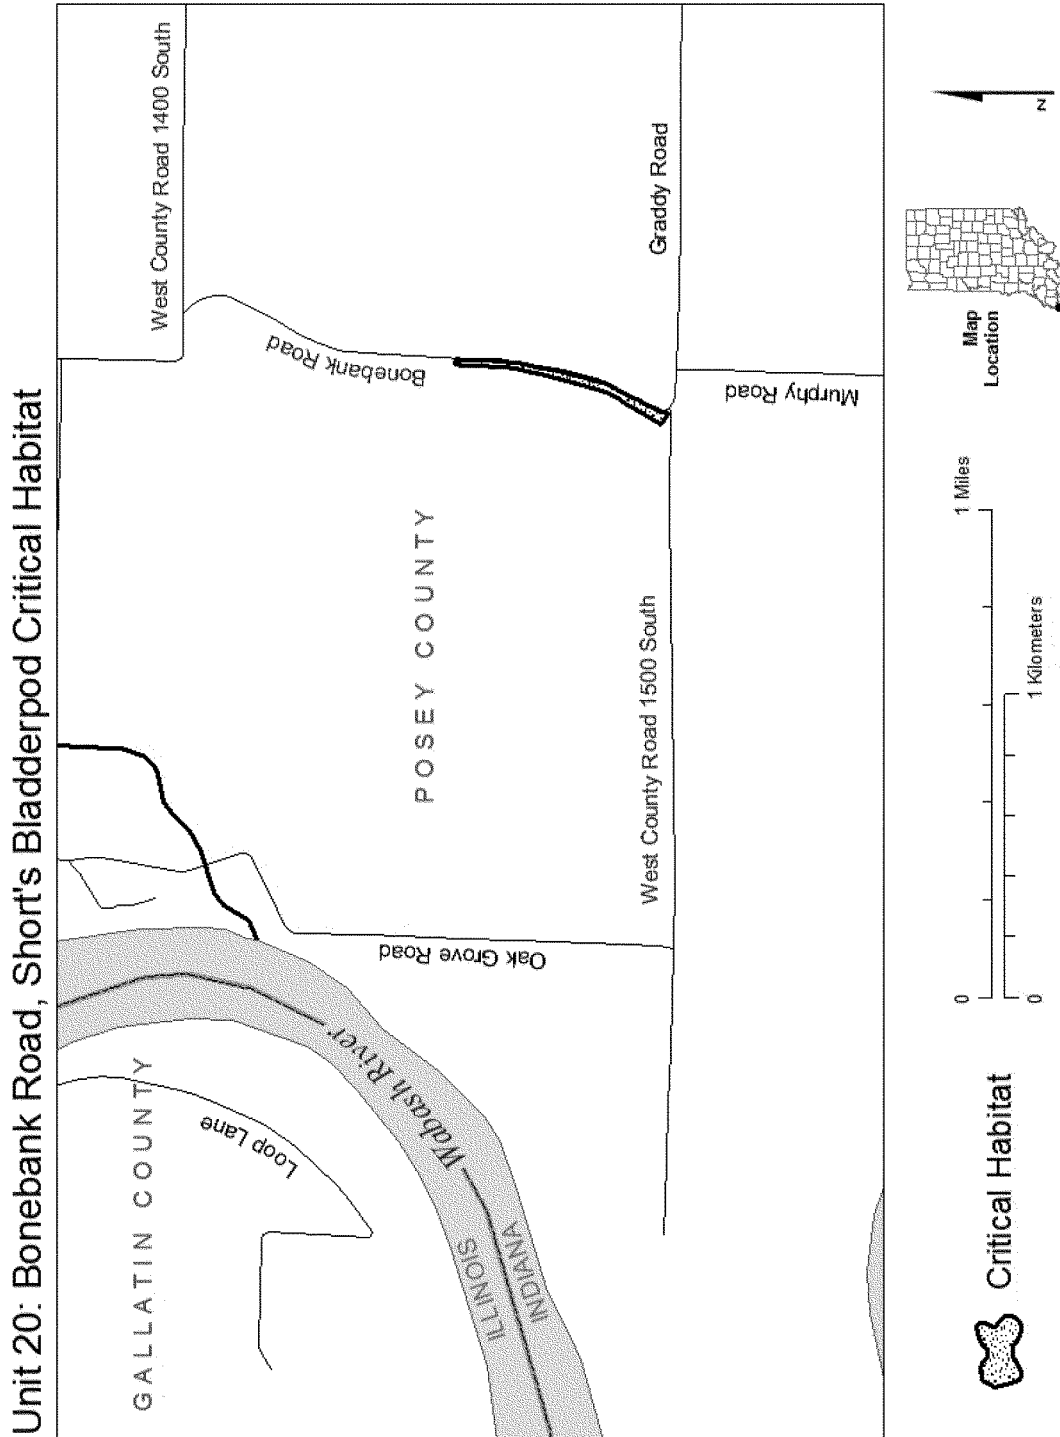 Unit 20: Bonebank Road, Short's Bladderpod Critical Habitat
GALLATIN COUNTY
West County Road 1400 South
Loop Lane
Bonebank Road
Wabash River
Oak Grove Road
POSEY COUNTY
ILLINOIS
INDIANA
West County Road 1500 South
Graddy Road
Murphy Road
Critical Habitat
0
1 Miles
0
1 Kilometers
Map
Location
N